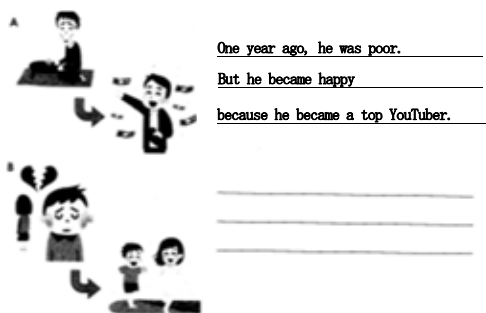 A
One year ago, he was poor.
But he became happy
because he became a top YouTuber.
B